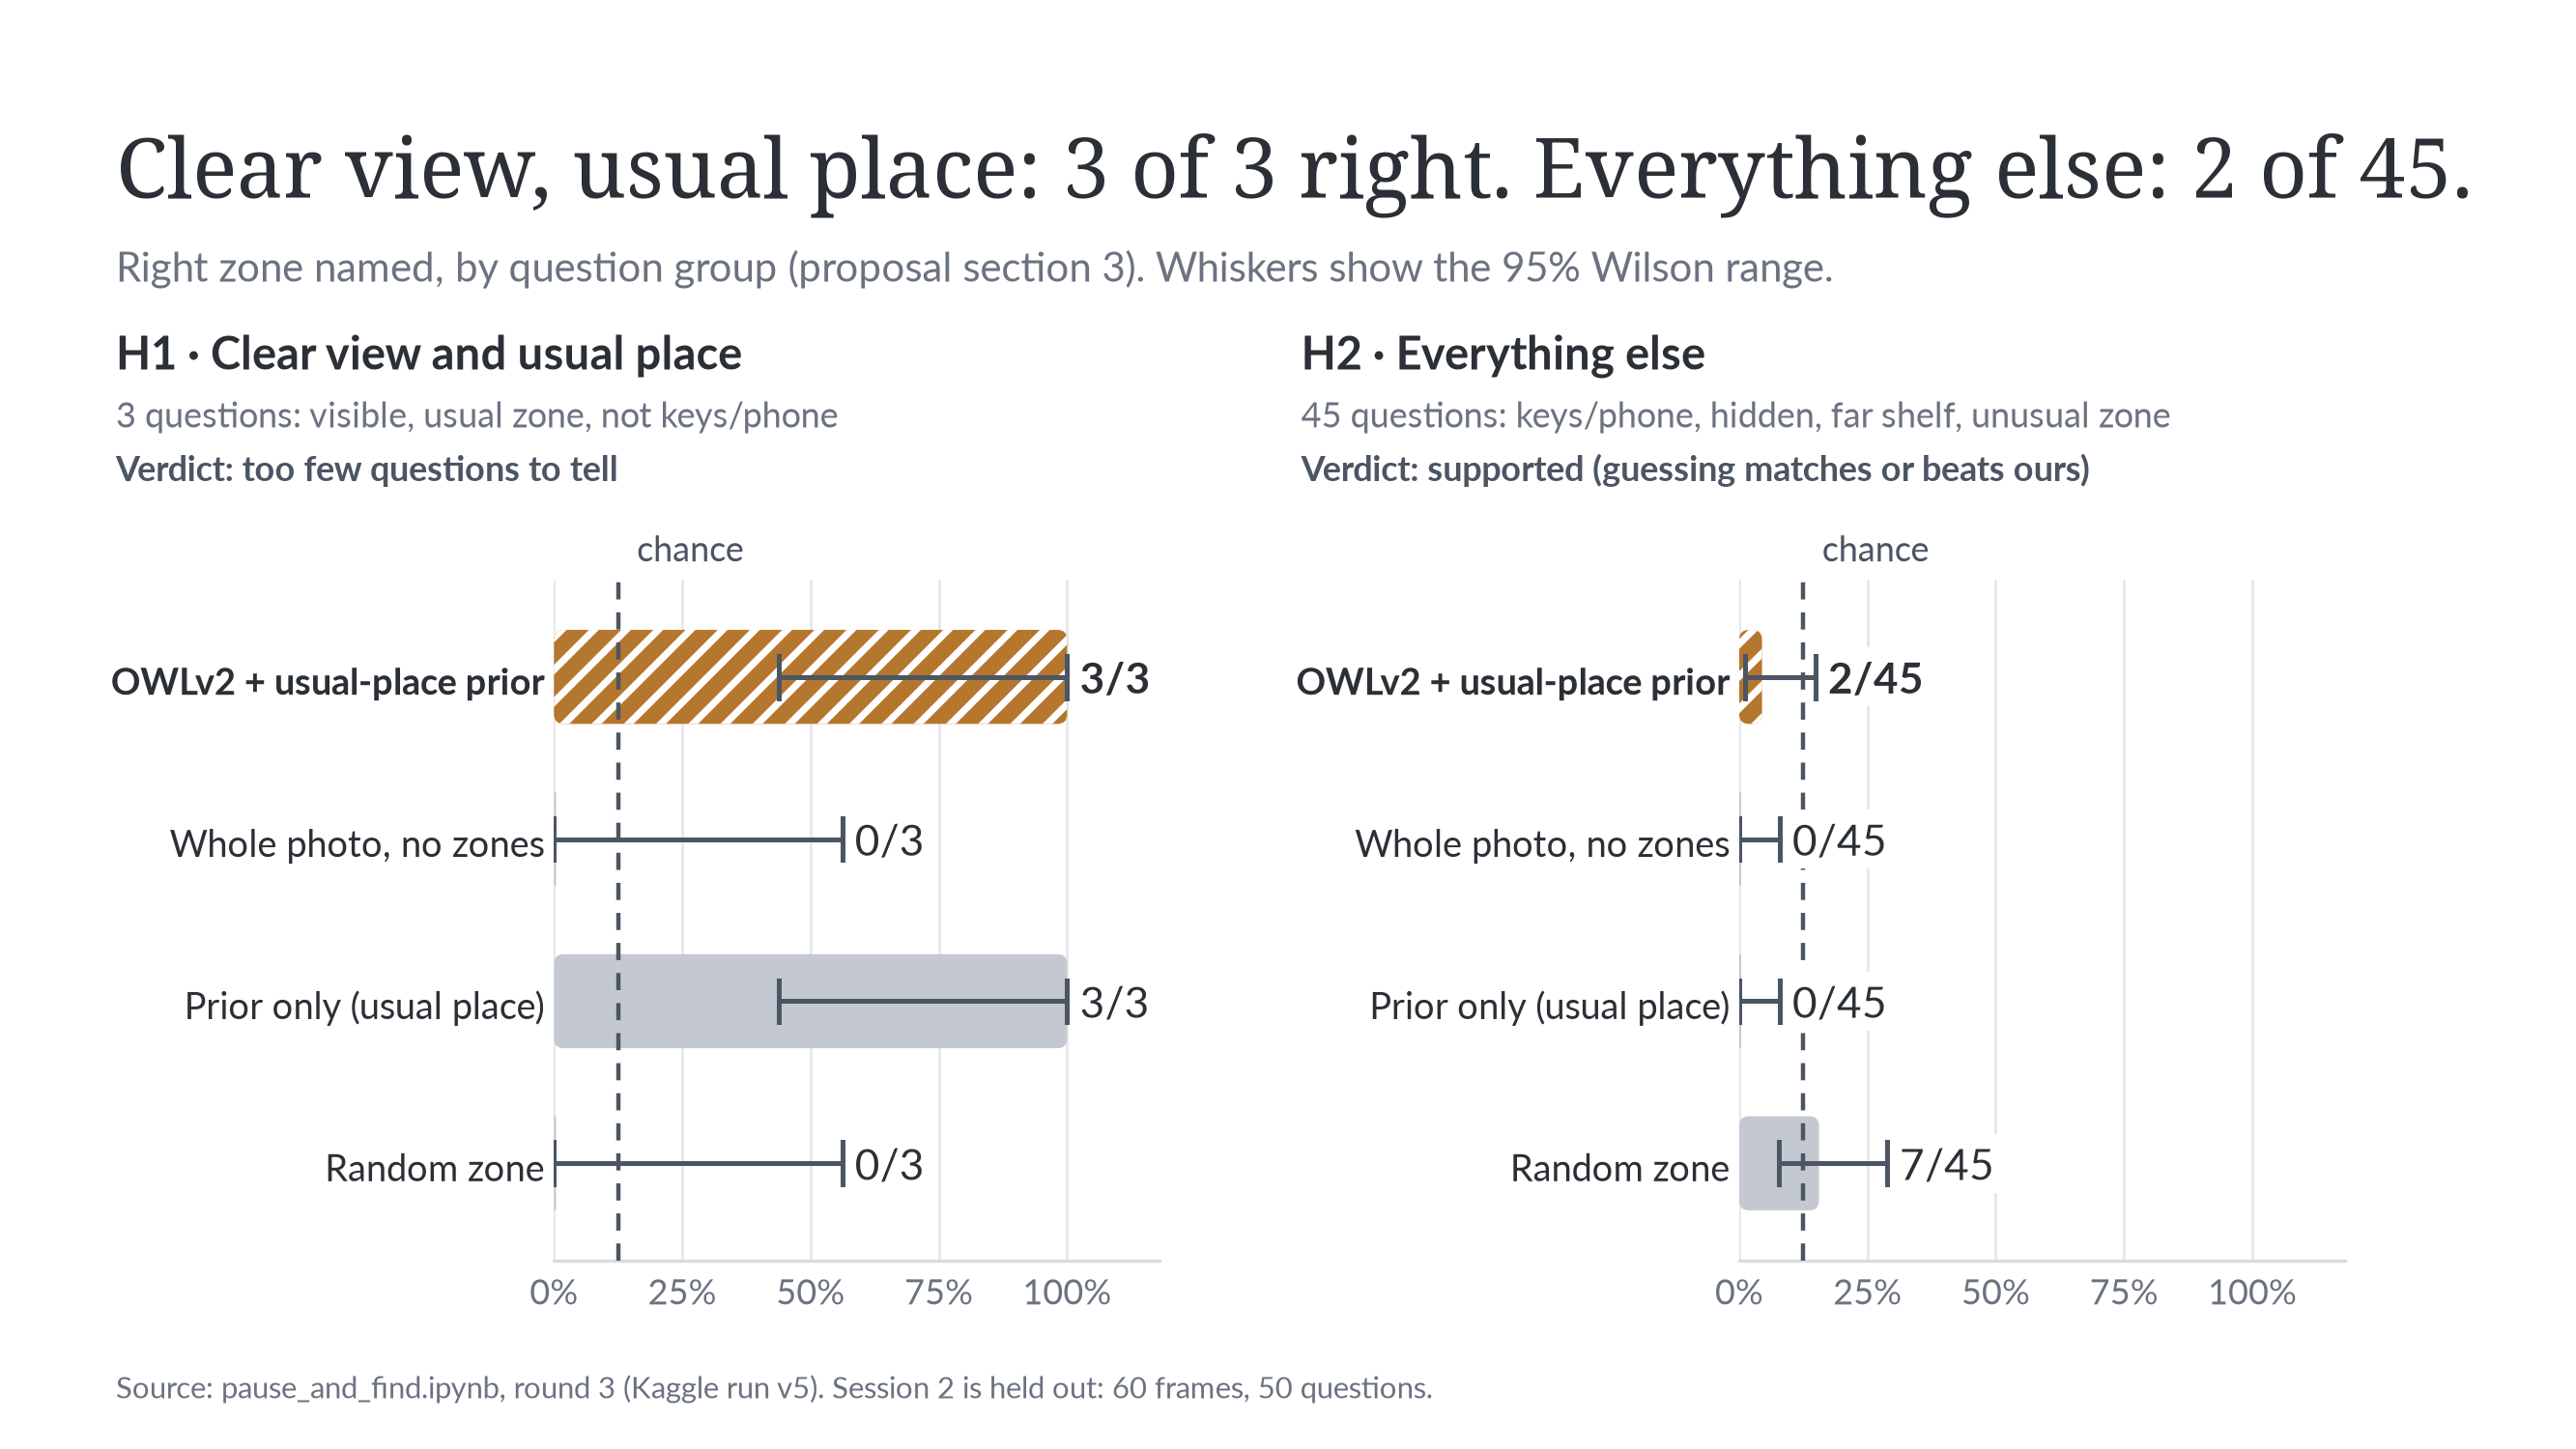 Clear view, usual place: 3 of 3 right. Everything else: 2 of 45.
Right zone named, by question group (proposal section 3). Whiskers show the 95% Wilson range.
H1 · Clear view and usual place
3 questions: visible, usual zone, not keys/phone
Verdict: too few questions to tell
chance
OWLv2 + usual-place prior
3/3
Whole photo, no zones
0/3
Prior only (usual place)
3/3
Random zone
0/3
0% 25% 50% 75% 100%
H2 · Everything else
45 questions: keys/phone, hidden, far shelf, unusual zone
Verdict: supported (guessing matches or beats ours)
chance
OWLv2 + usual-place prior
2/45
Whole photo, no zones
0/45
Prior only (usual place)
0/45
Random zone
7/45
0% 25% 50% 75% 100%
Source: pause_and_find.ipynb, round 3 (Kaggle run v5). Session 2 is held out: 60 frames, 50 questions.